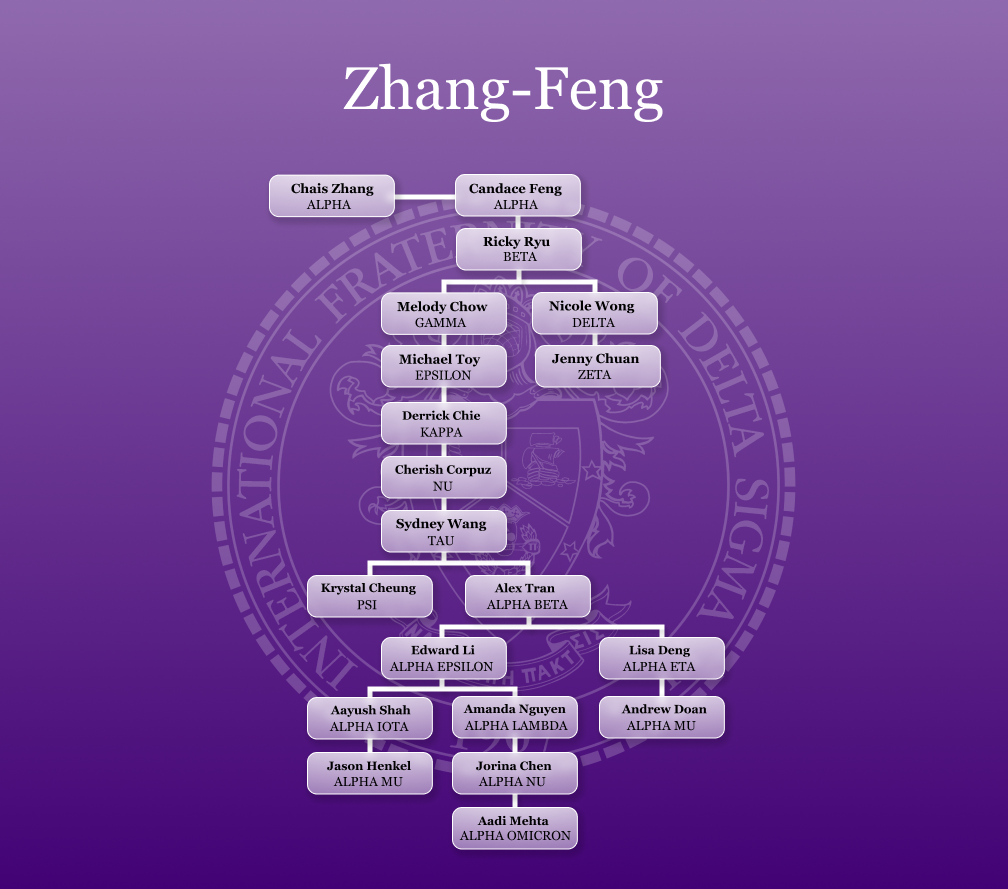 Zhang-Feng
Chais Zhang
ALPHA
Candace Feng
ALPHA
Ricky Ryu
BETA
Melody Chow
GAMMA
Nicole Wong
DELTA
Michael Toy
EPSILON
Jenny Chuan
ZETA
Derrick Chie
KAPPA
Cherish Corpuz
NU
Sydney Wang
TAU
Krystal Cheung
PSI
Alex Tran
ALPHA BETA
Edward Li
ALPHA EPSILON
Lisa Deng
ALPHA ETA
Aayush Shah
ALPHA IOTA
Amanda Nguyen
ALPHA LAMBDA
Andrew Doan
ALPHA MU
Jason Henkel
ALPHA MU
Jorina Chen
ALPHA NU
Aadi Mehta
ALPHA OMICRON
INTERNATIONAL FRATERNITY OF DELTA SIGMA